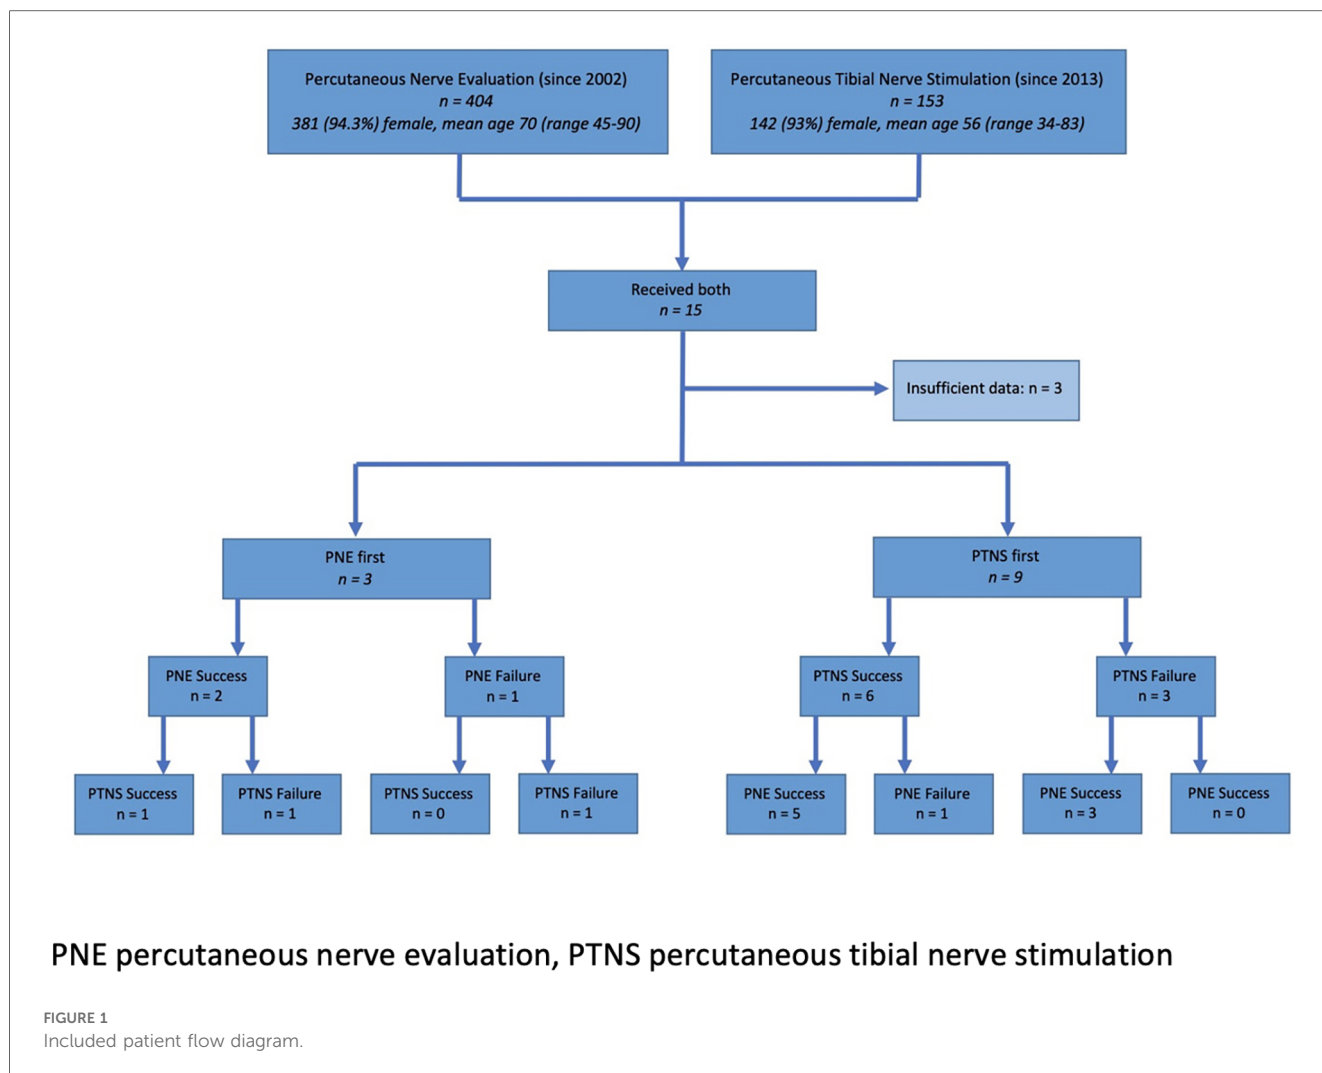 Percutaneous Nerve Evaluation (since 2002)
n = 404
381 (94.3%) female, mean age 70 (range 45-90)
Percutaneous Tibial Nerve Stimulation (since 2013)
n = 153
142 (93%) female, mean age 56 (range 34-83)
Received both
n = 15
Insufficient data: n = 3
PNE first
n = 3
PTNS first
n = 9
PNE Success
n = 2
PNE Failure
n = 1
PTNS Success
n = 6
PTNS Failure
n = 3
PTNS Success
n = 1
PTNS Failure
n = 1
PTNS Success
n = 0
PTNS Failure
n = 1
PNE Success
n = 5
PNE Failure
n = 1
PNE Success
n = 3
PNE Success
n = 0
PNE percutaneous nerve evaluation, PTNS percutaneous tibial nerve stimulation
FIGURE 1
Included patient flow diagram.